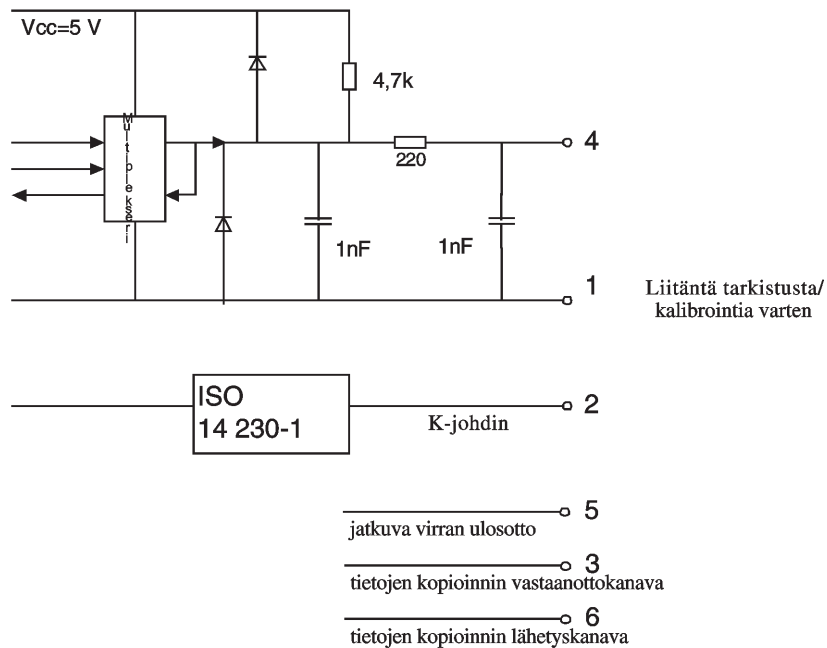 Vcc=5 V
4,7k
Multiplekseri
220
4
1nF
1nF
1
Liitäntä tarkistusta/
kalibrointia varten
ISO
14 230-1
K-johdin
2
jatkuva virran ulosotto
5
tietojen kopioinnin vastaanottokanava
3
tietojen kopioinnin lähetyskanava
6